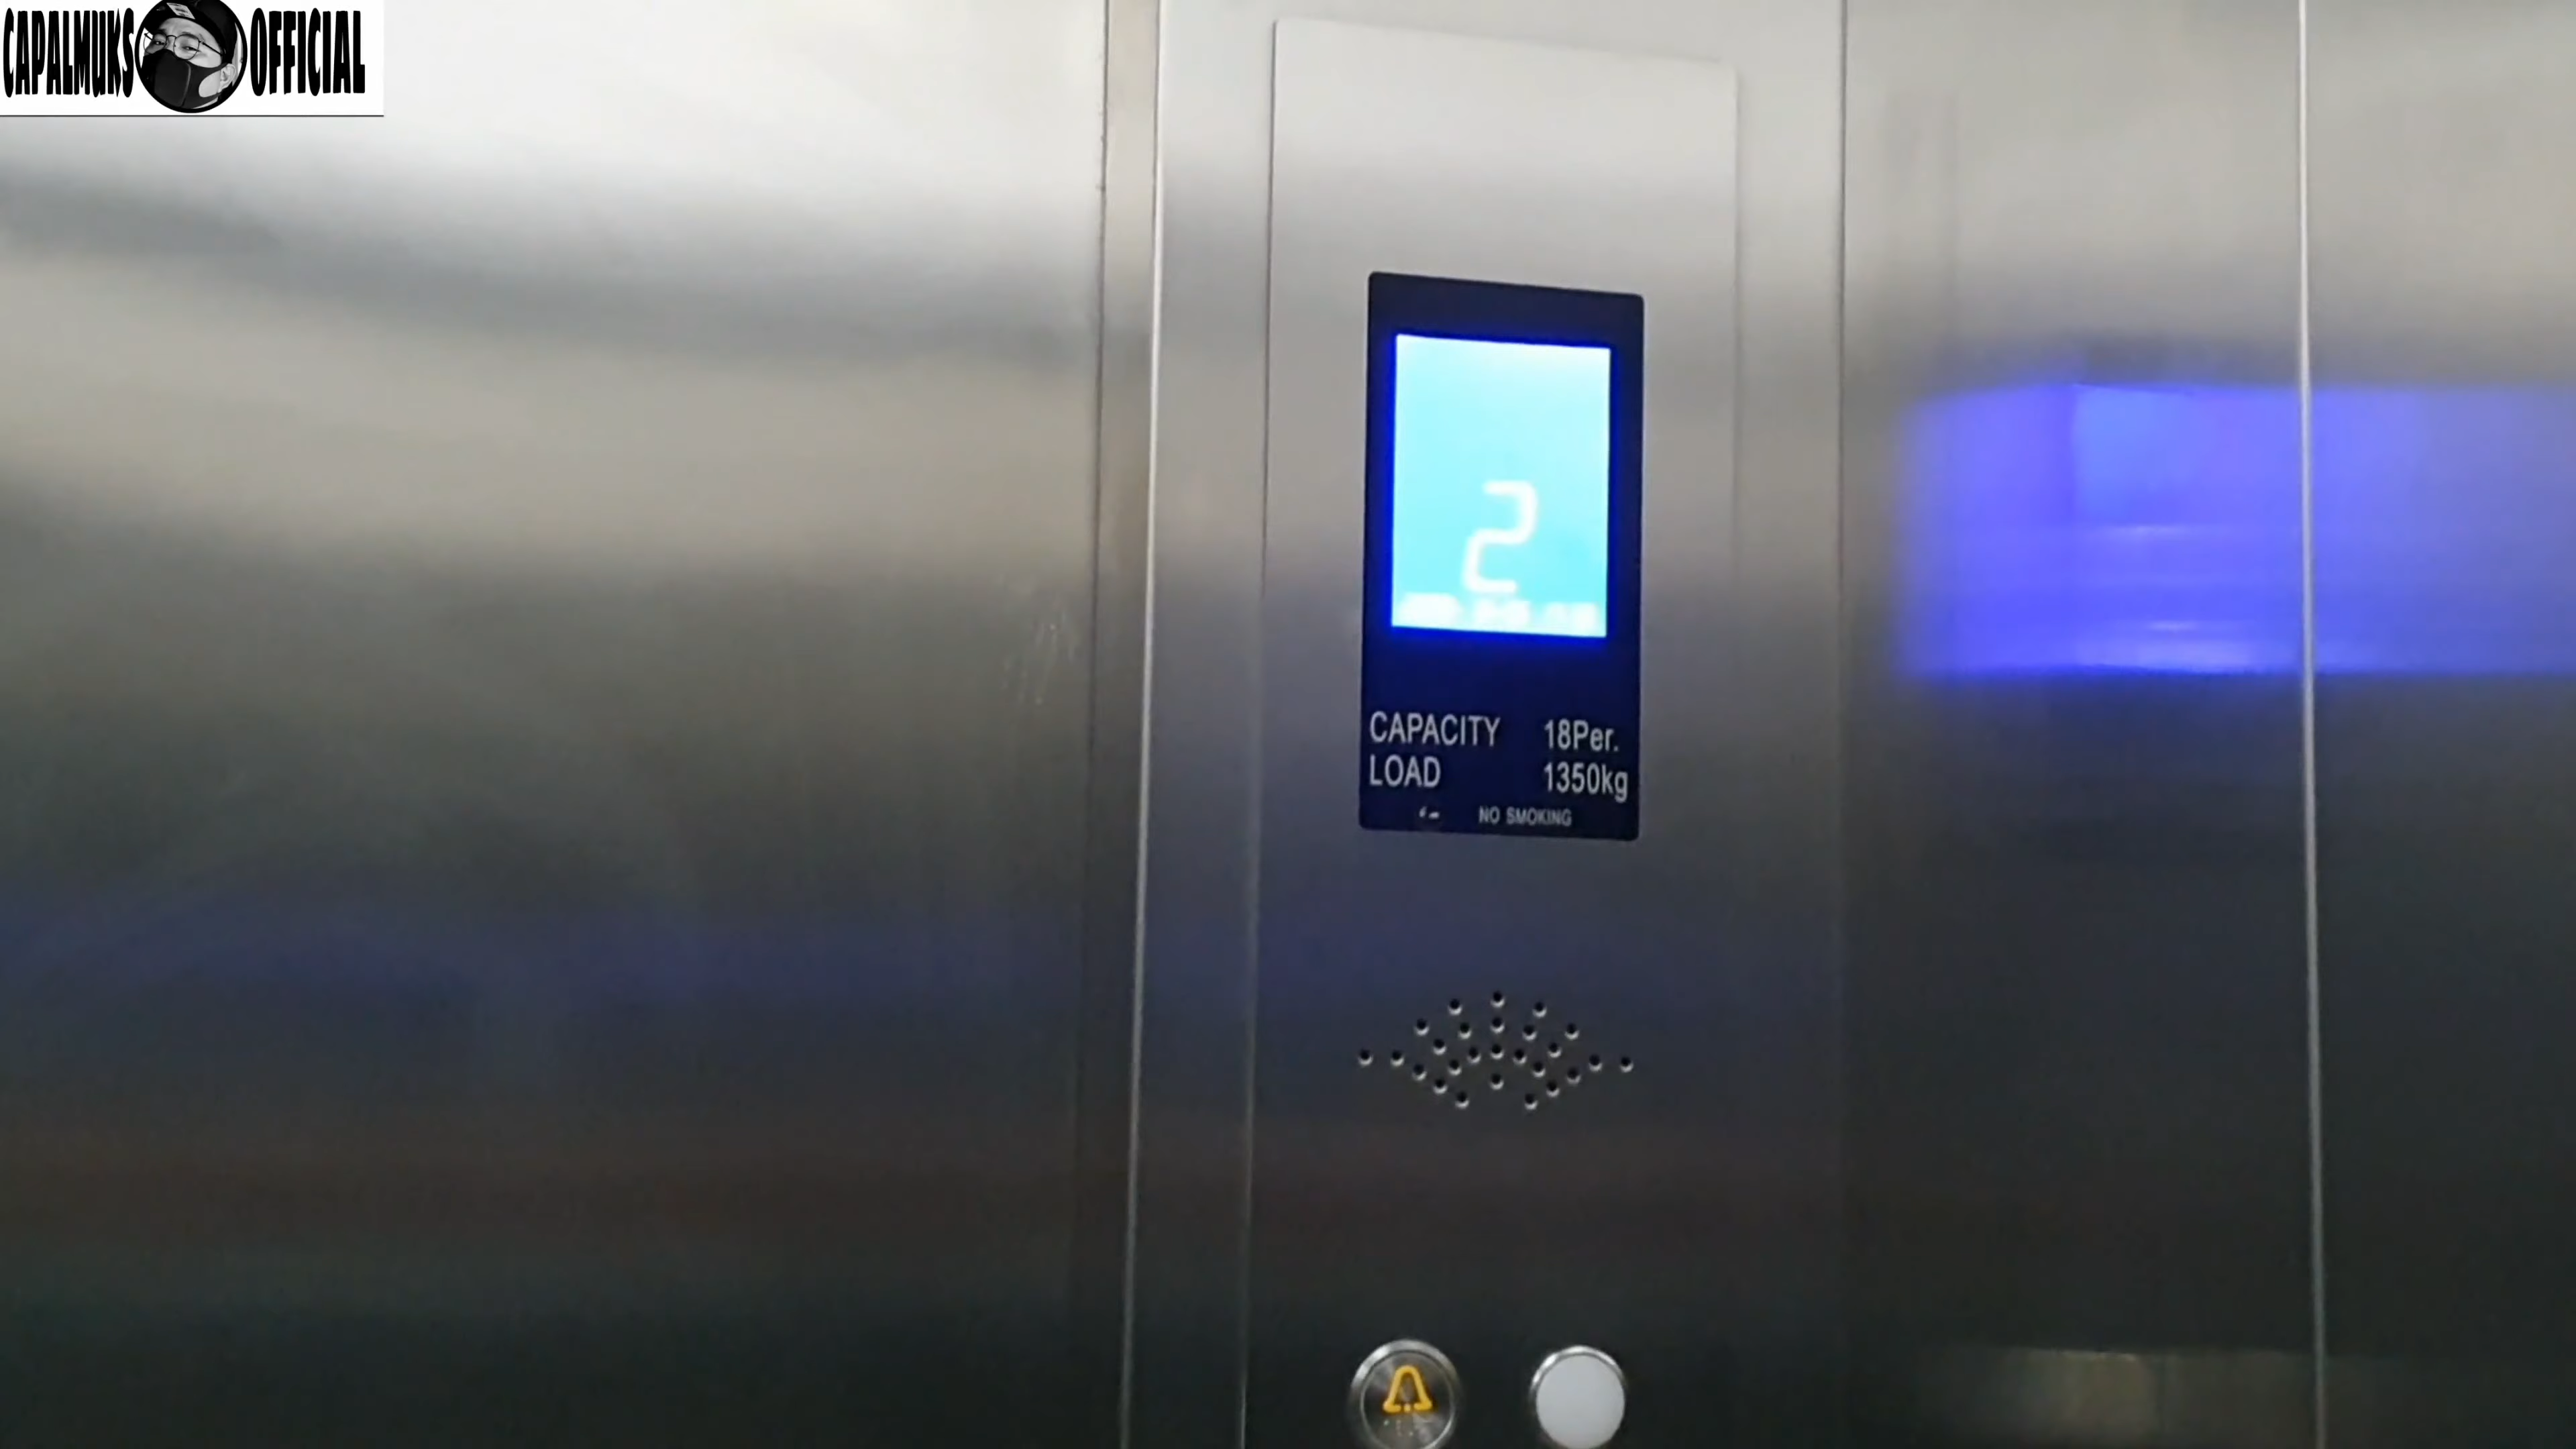 CAPALMUKS OFFICIAL
2
CAPACITY 18Per.
LOAD 1350kg
NO SMOKING